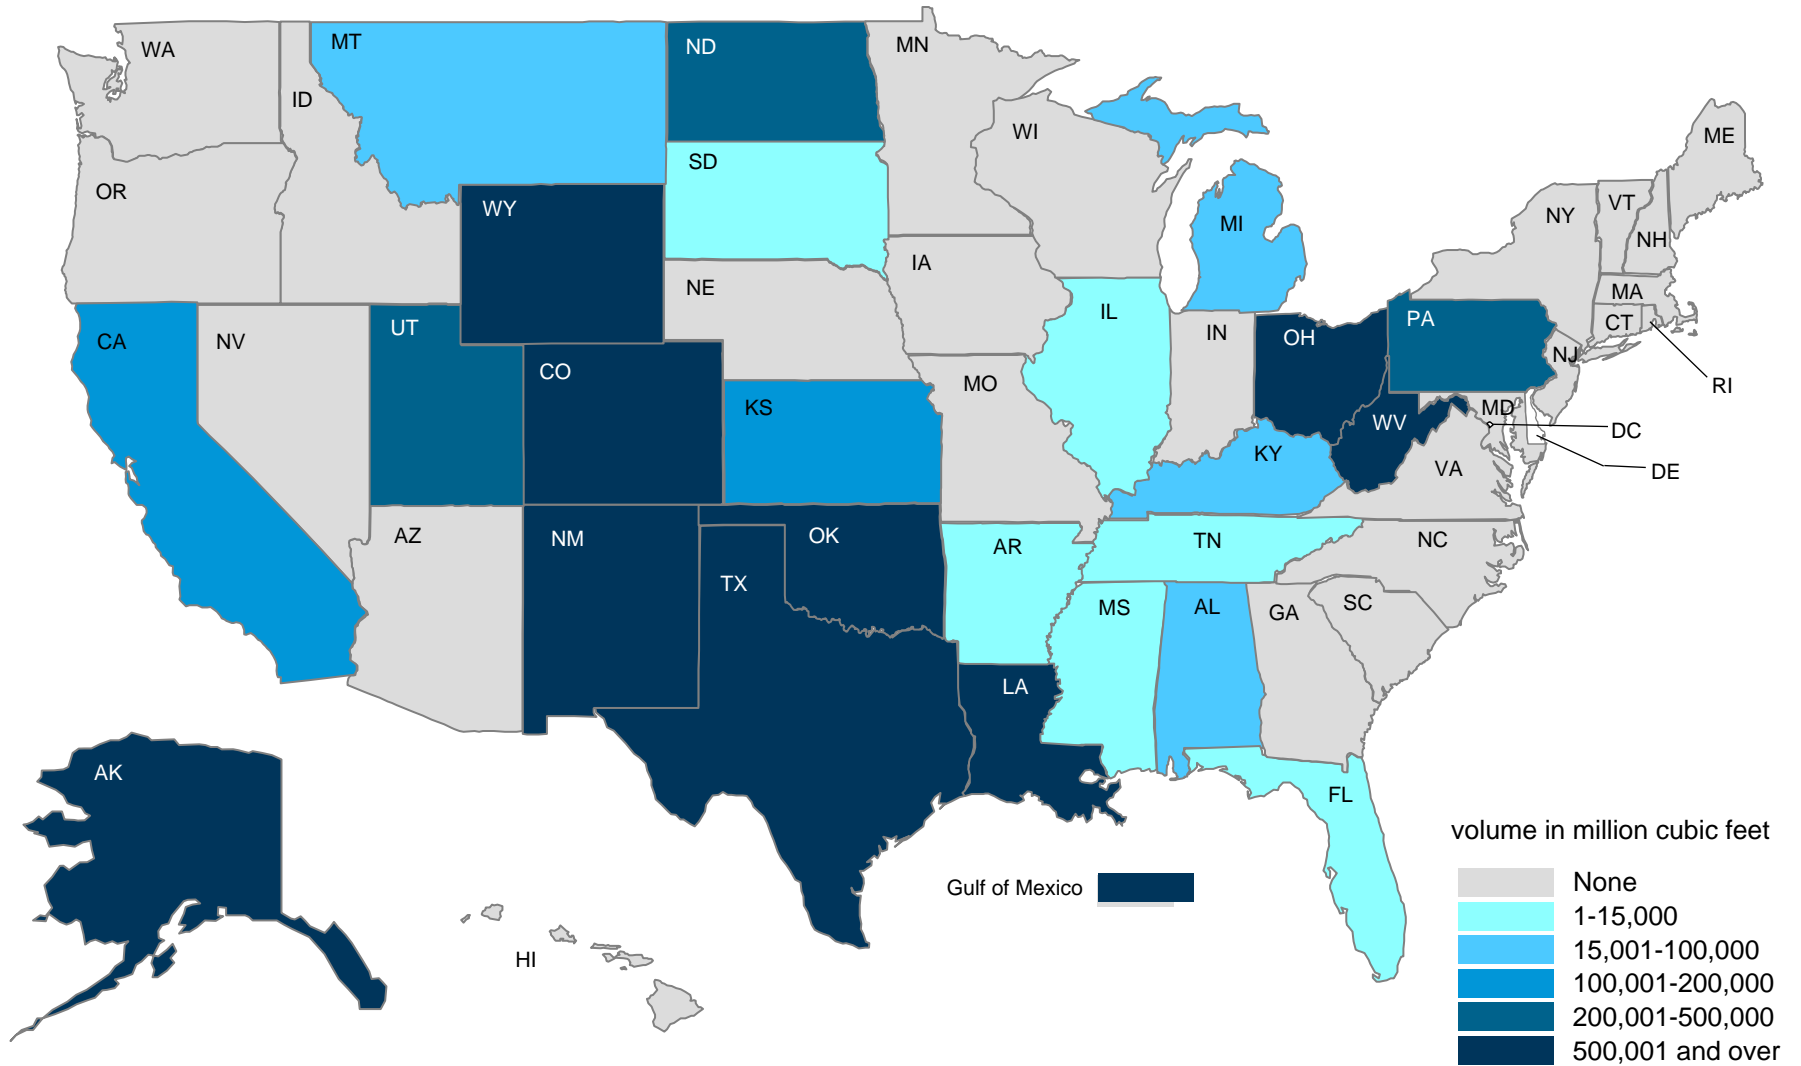 WA
MT
ND
MN
ID
WI
ME
SD
OR
WY
VT
NY
MI
NH
IA
NE
MA
IL
PA
CT
UT
IN
OH
CA
NV
NJ
CO
MO
RI
KS
MD
WV
DC
KY
VA
DE
AZ
NM
OK
AR
TN
NC
TX
MS
AL
GA
SC
LA
AK
FL
volume in million cubic feet
Gulf of Mexico
None
1-15,000
HI
15,001-100,000
100,001-200,000
200,001-500,000
500,001 and over